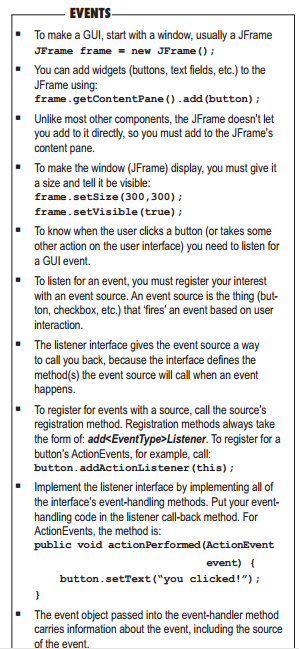 EVENTS
▪ To make a GUI, start with a window, usually a JFrame
JFrame frame = new JFrame();
▪ You can add widgets (buttons, text fields, etc.) to the
JFrame using:
frame.getContentPane().add(button);
▪ Unlike most other components, the JFrame doesn't let
you add to it directly, so you must add to the JFrame's
content pane.
▪ To make the window (JFrame) display, you must give it
a size and tell it be visible:
frame.setSize(300,300);
frame.setVisible(true);
▪ To know when the user clicks a button (or takes some
other action on the user interface) you need to listen for
a GUI event.
▪ To listen for an event, you must register your interest
with an event source. An event source is the thing (but-
ton, checkbox, etc.) that 'fires' an event based on user
interaction.
▪ The listener interface gives the event source a way
to call you back, because the interface defines the
method(s) the event source will call when an event
happens.
▪ To register for events with a source, call the source's
registration method. Registration methods always take
the form of: add<EventType>Listener. To register for a
button's ActionEvents, for example, call:
button.addActionListener(this);
▪ Implement the listener interface by implementing all of
the interface's event-handling methods. Put your event-
handling code in the listener call-back method. For
ActionEvents, the method is:
public void actionPerformed(ActionEvent
event) {
button.setText("you clicked!");
}
▪ The event object passed into the event-handler method
carries information about the event, including the source
of the event.